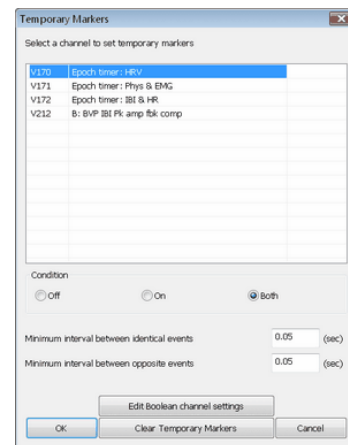 Temporary Markers
Select a channel to set temporary markers
V170 Epoch timer: HRV
V171 Epoch timer: Phys & EMG
V172 Epoch timer: IBI & HR
V212 B: BVP IBI Pk amp fbk comp
Condition
Off On Both
Minimum interval between identical events 0.05 (sec)
Minimum interval between opposite events 0.05 (sec)
Edit Boolean channel settings
OK Clear Temporary Markers Cancel